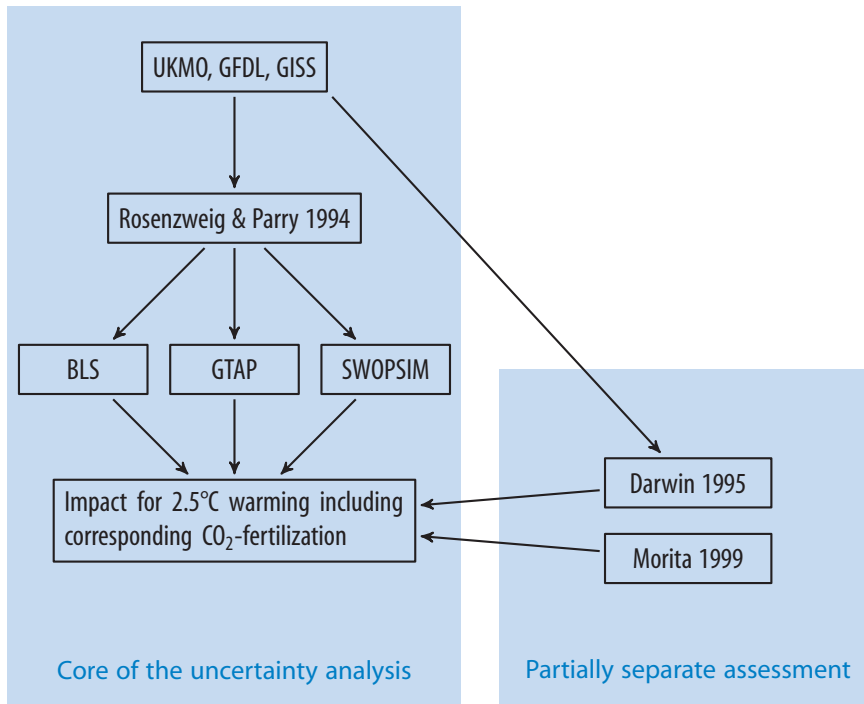 UKMO, GFDL, GISS
Rosenzweig & Parry 1994
BLS
GTAP
SWOPSIM
Impact for 2.5°C warming including
corresponding CO₂-fertilization
Darwin 1995
Morita 1999
Core of the uncertainty analysis
Partially separate assessment